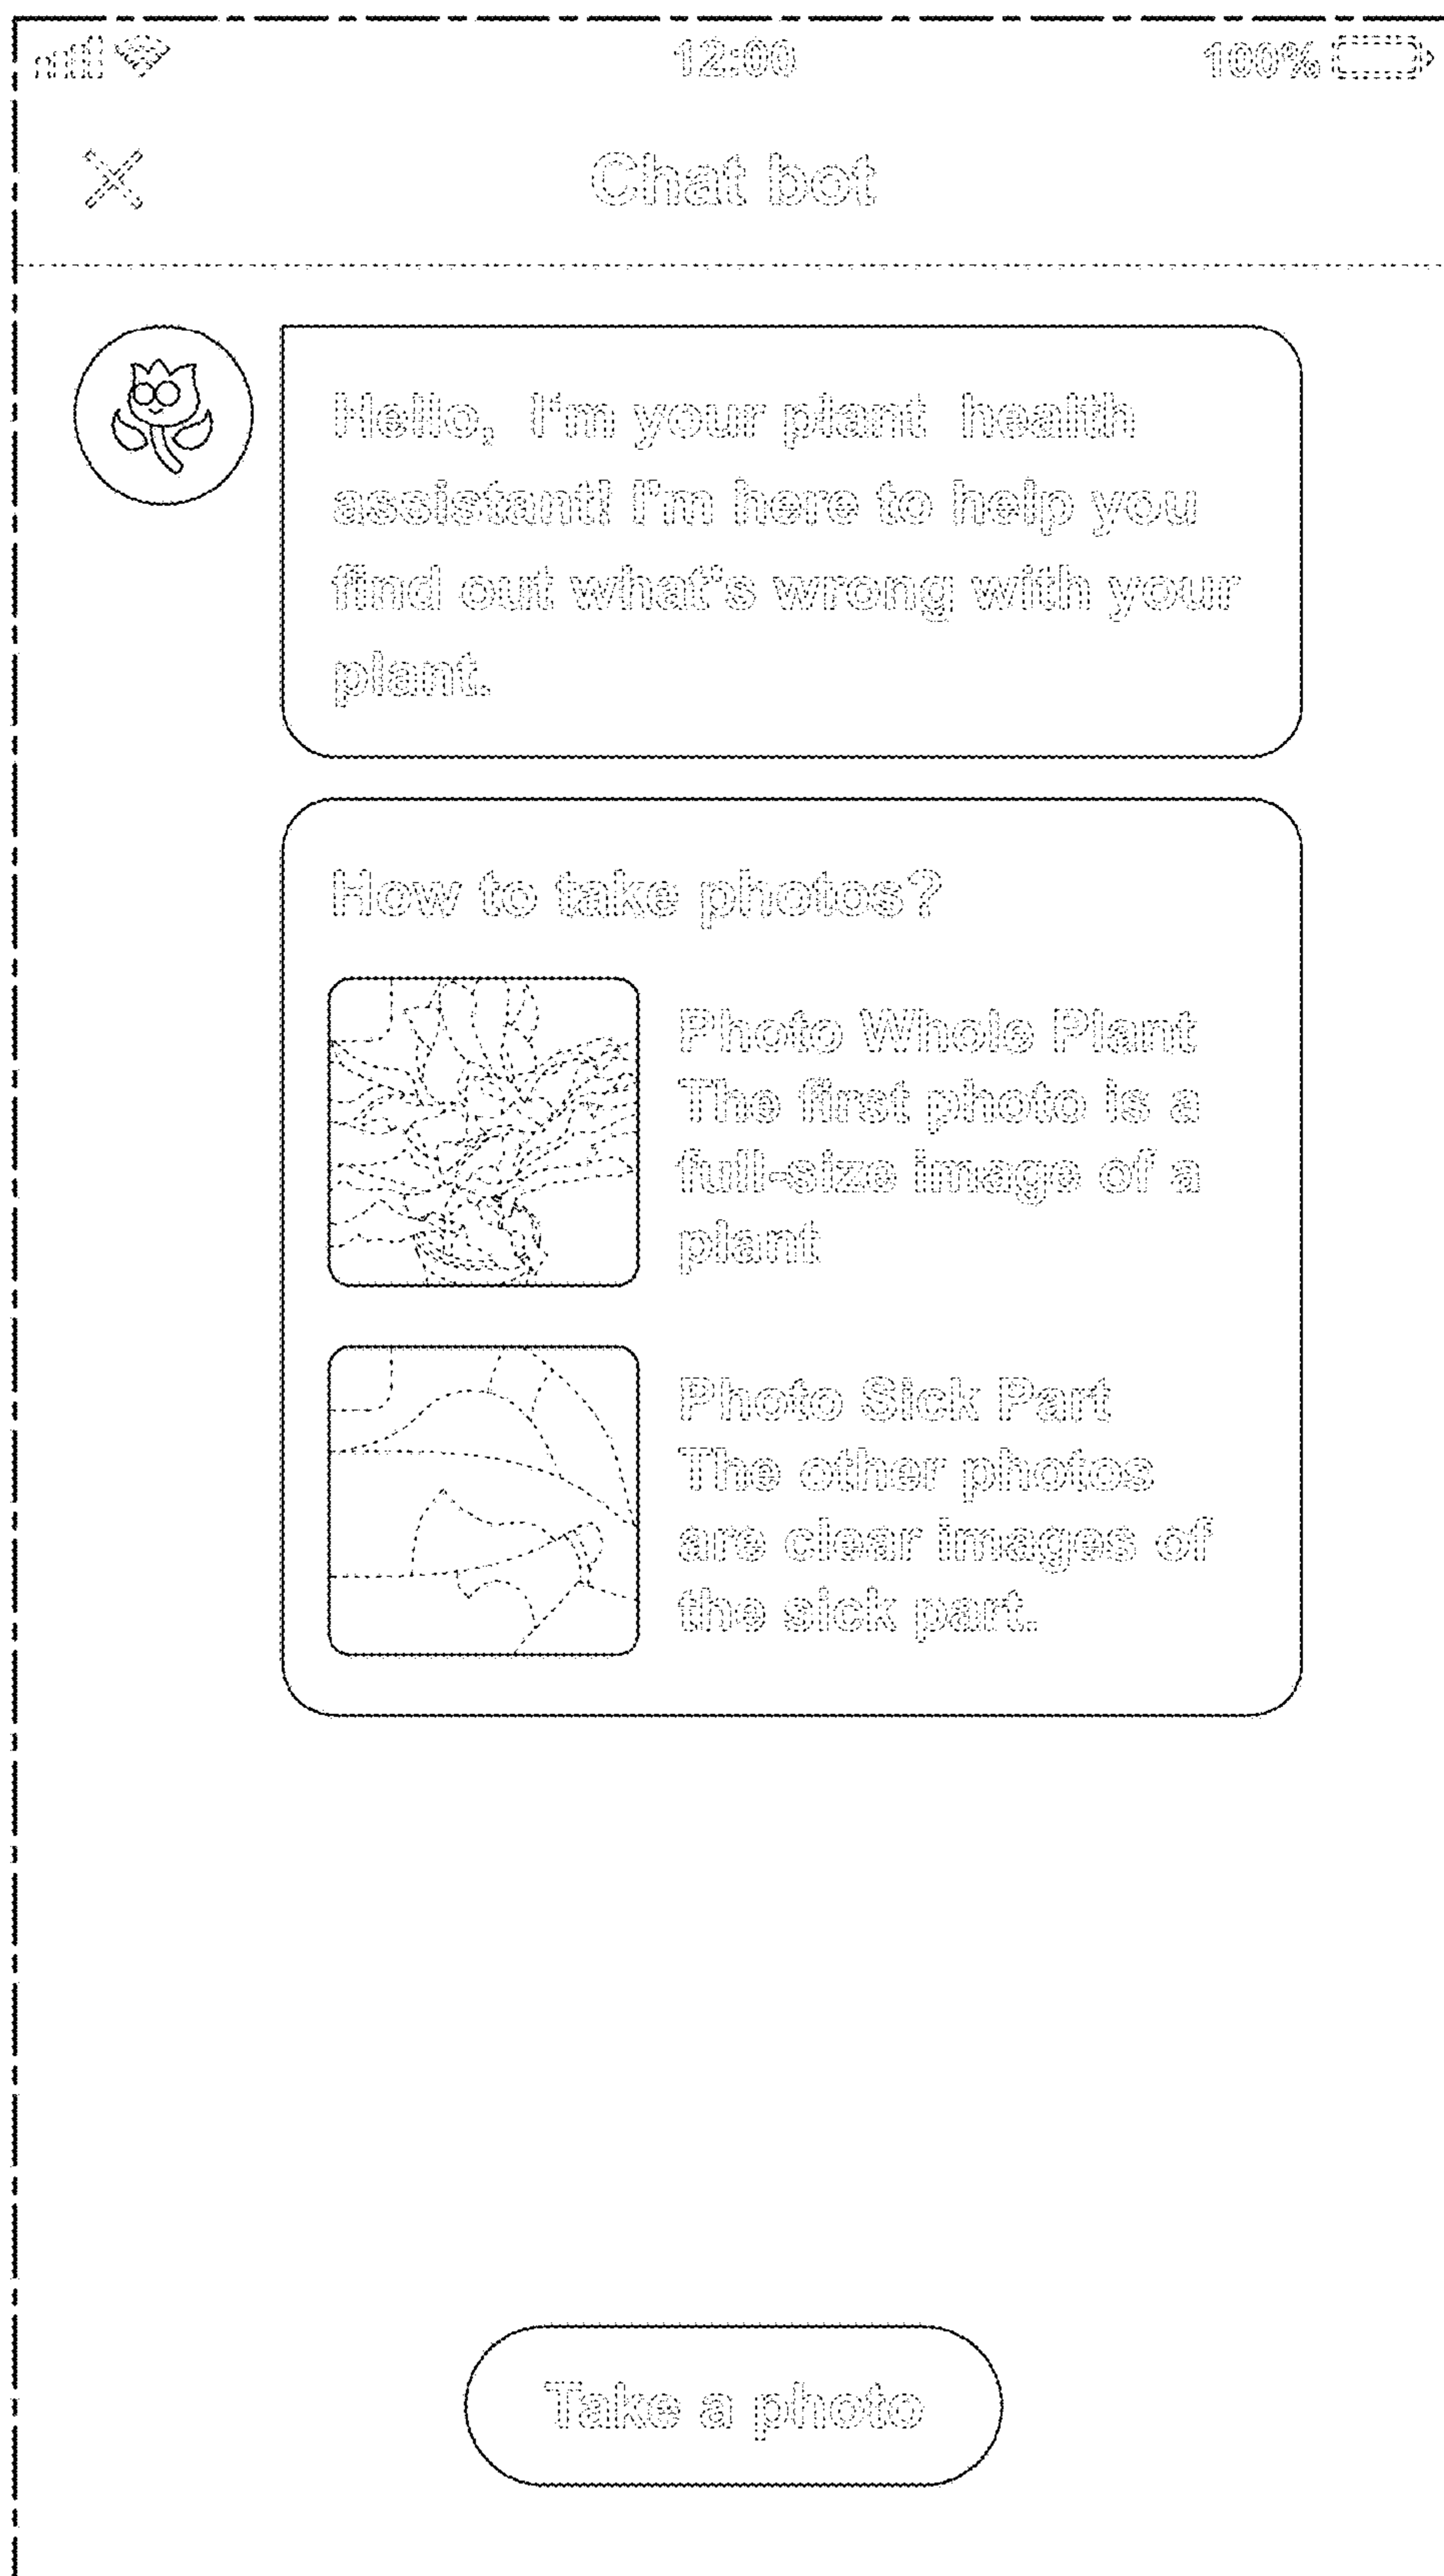 12:00 100%
Chat bot
Hello, I'm your plant health
assistant! I'm here to help you
find out what's wrong with your
plant.
How to take photos?
Photo Whole Plant
The first photo is a
full-size image of a
plant
Photo Sick Part
The other photos
are clear images of
the sick part.
Take a photo